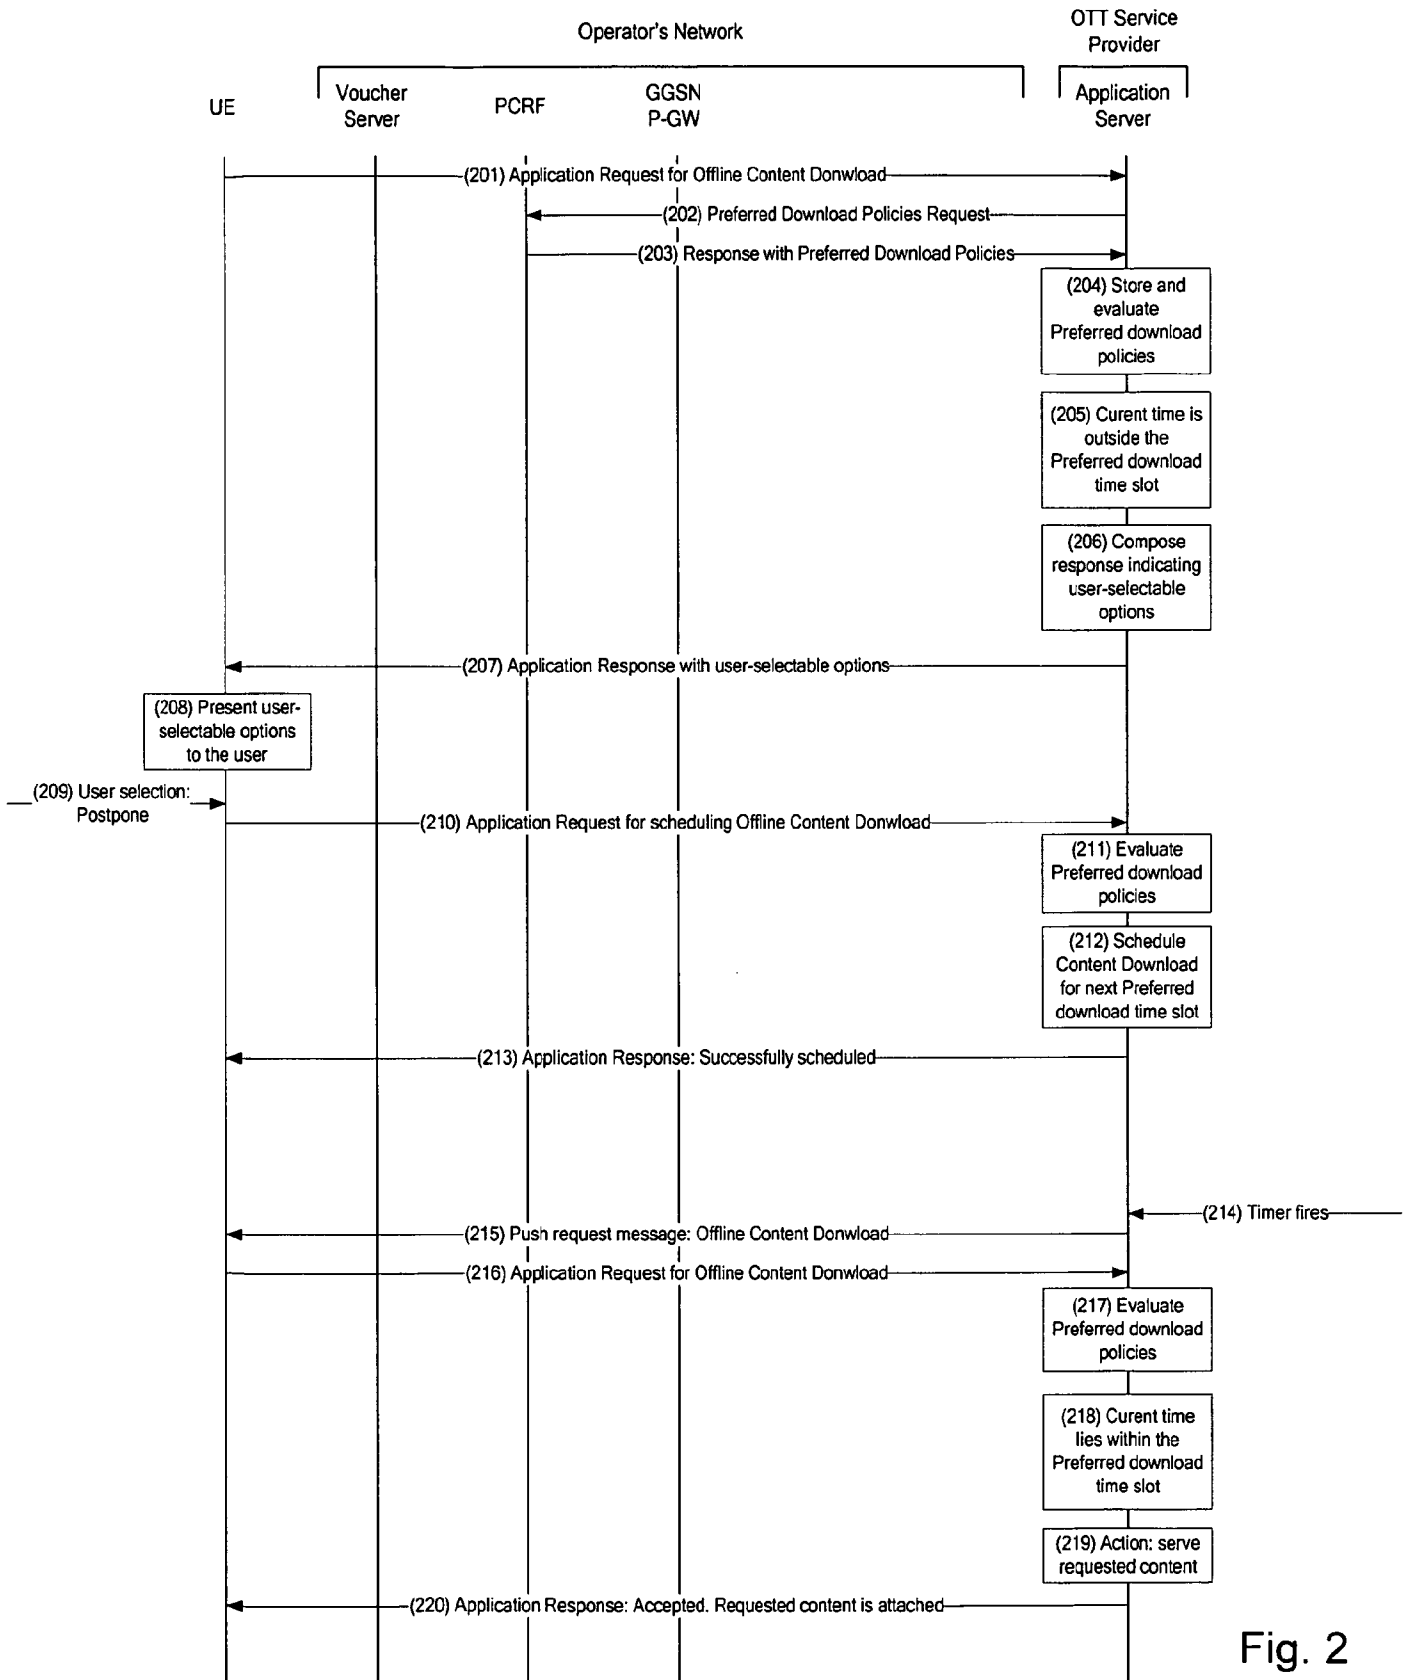 Operator's Network
OTT Service
Provider
UE
Voucher
Server
PCRF
GGSN
P-GW
Application
Server
(201) Application Request for Offline Content Donwload
(202) Preferred Download Policies Request
(203) Response with Preferred Download Policies
(204) Store and
evaluate
Preferred download
policies
(205) Curent time is
outside the
Preferred download
time slot
(206) Compose
response indicating
user-selectable
options
(207) Application Response with user-selectable options
(208) Present user-
selectable options
to the user
(209) User selection:
Postpone
(210) Application Request for scheduling Offline Content Donwload
(211) Evaluate
Preferred download
policies
(212) Schedule
Content Download
for next Preferred
download time slot
(213) Application Response: Successfully scheduled
(214) Timer fires
(215) Push request message: Offline Content Donwload
(216) Application Request for Offline Content Donwload
(217) Evaluate
Preferred download
policies
(218) Curent time
lies within the
Preferred download
time slot
(219) Action: serve
requested content
(220) Application Response: Accepted. Requested content is attached
Fig. 2